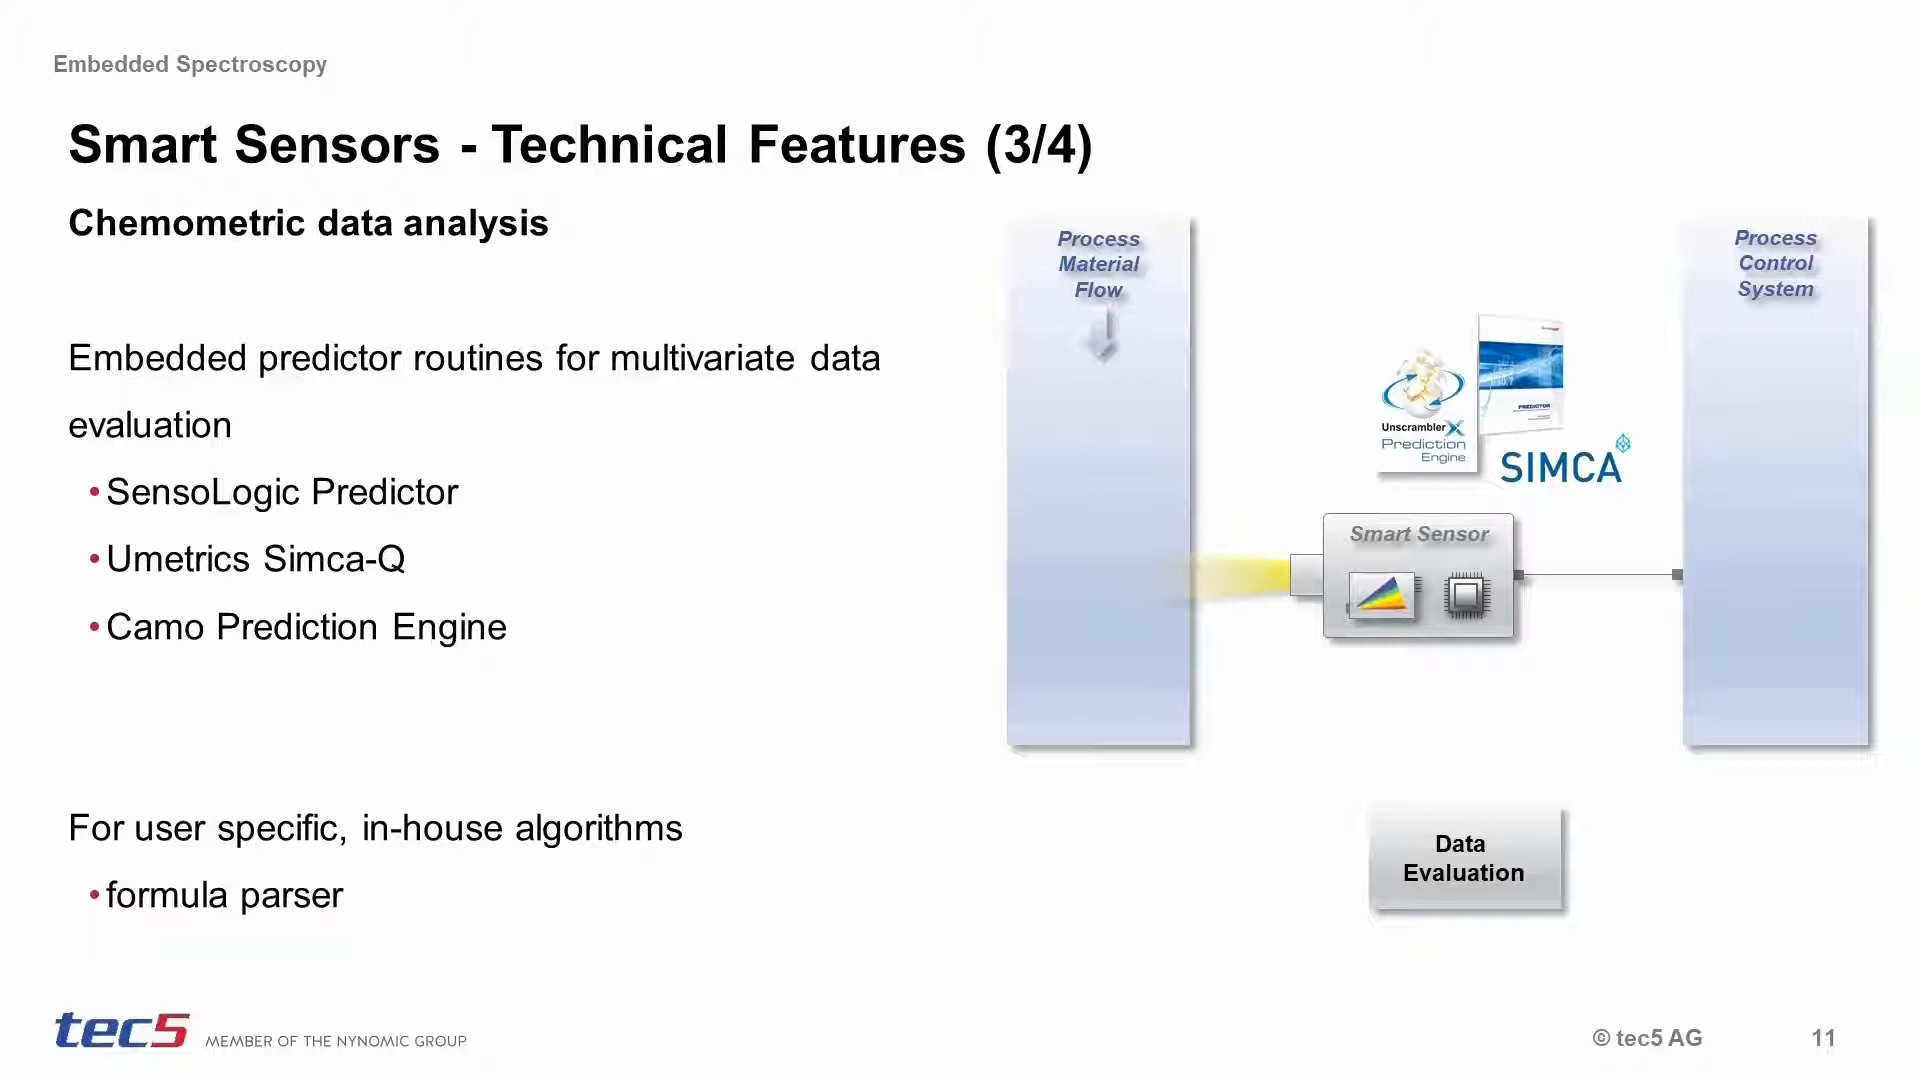 Embedded Spectroscopy
Smart Sensors - Technical Features (3/4)
Chemometric data analysis
Embedded predictor routines for multivariate data
evaluation
•SensoLogic Predictor
•Umetrics Simca-Q
•Camo Prediction Engine
For user specific, in-house algorithms
•formula parser
Process
Material
Flow
Process
Control
System
PREDICTOR
Unscrambler X
Prediction
Engine
SIMCA
Smart Sensor
Data
Evaluation
tec5
MEMBER OF THE NYNOMIC GROUP
© tec5 AG
11